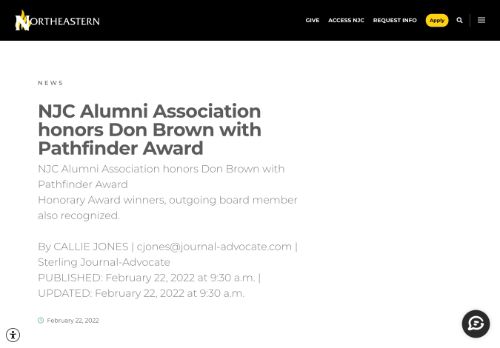 NORTHEASTERN
GIVE ACCESS NJC REQUEST INFO Apply
NEWS
NJC Alumni Association
honors Don Brown with
Pathfinder Award
NJC Alumni Association honors Don Brown with
Pathfinder Award
Honorary Award winners, outgoing board member
also recognized.
By CALLIE JONES | cjones@journal-advocate.com |
Sterling Journal-Advocate
PUBLISHED: February 22, 2022 at 9:30 a.m. |
UPDATED: February 22, 2022 at 9:30 a.m.
February 22, 2022